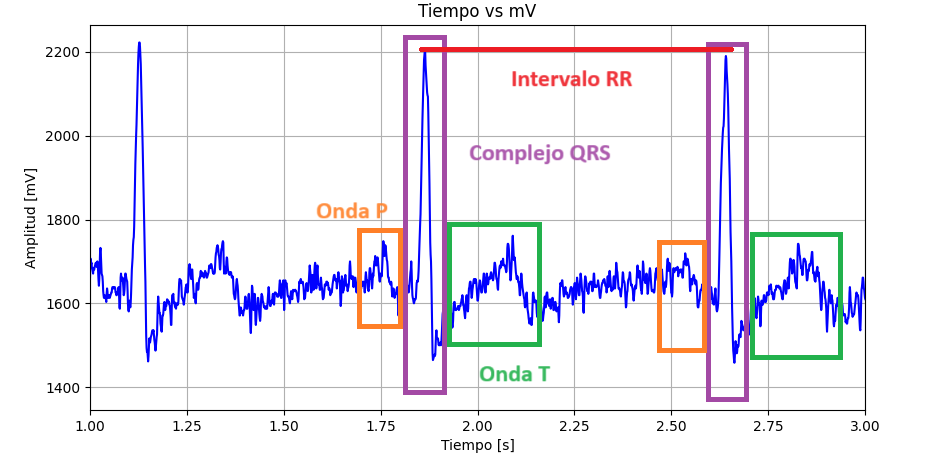 Tiempo vs mV
2200
Intervalo RR
2000
Complejo QRS
Amplitud [mV]
Onda P
1800
1600
Onda T
1400
1.00 1.25 1.50 1.75 2.00 2.25 2.50 2.75 3.00
Tiempo [s]